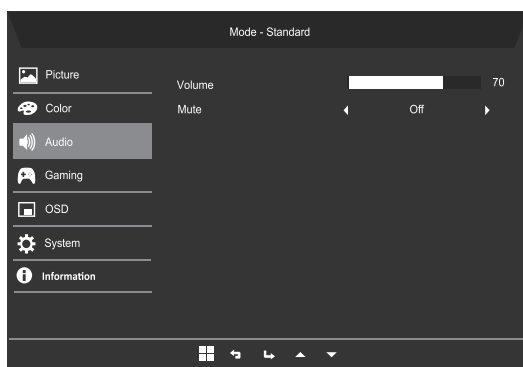 Mode - Standard
Picture
Color
Audio
Gaming
OSD
System
Information
Volume 70
Mute Off